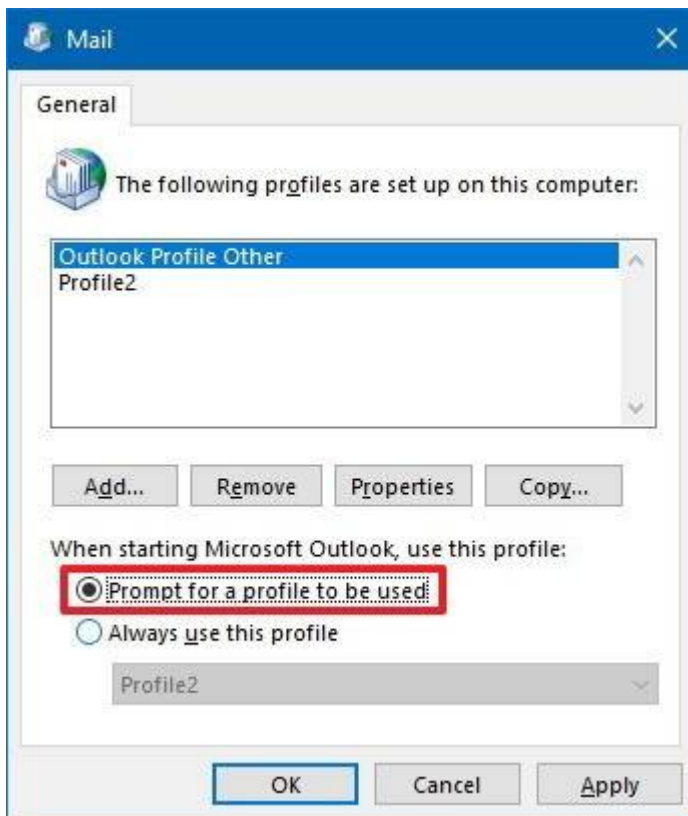 Mail
General
The following profiles are set up on this computer:
Outlook Profile Other
Profile2
Add...
Remove
Properties
Copy...
When starting Microsoft Outlook, use this profile:
Prompt for a profile to be used
Always use this profile
Profile2
OK
Cancel
Apply